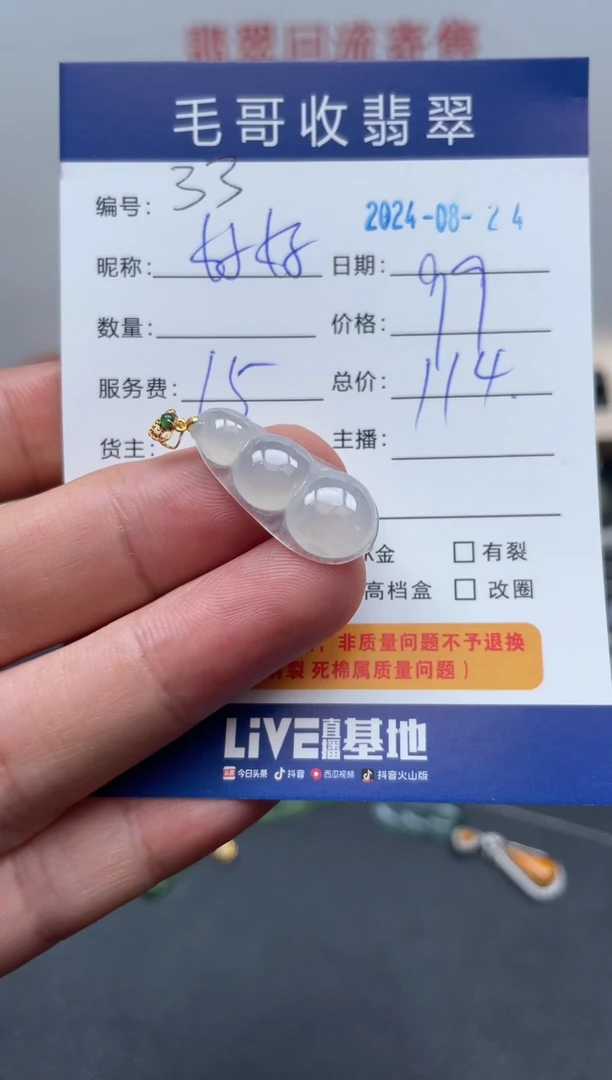 翡翠回流寄售
毛哥收翡翠
编号: 33
2024-08-24
昵称: 好好 日期:
数量: 价格: 99
服务费: 15 总价: 114.
货主: 主播:
K金 有裂
高档盒 改圈
非质量问题不予退换
裂 死棉属质量问题)
LiVE直播基地
头条 今日头条 抖音 西瓜视频 抖音火山版